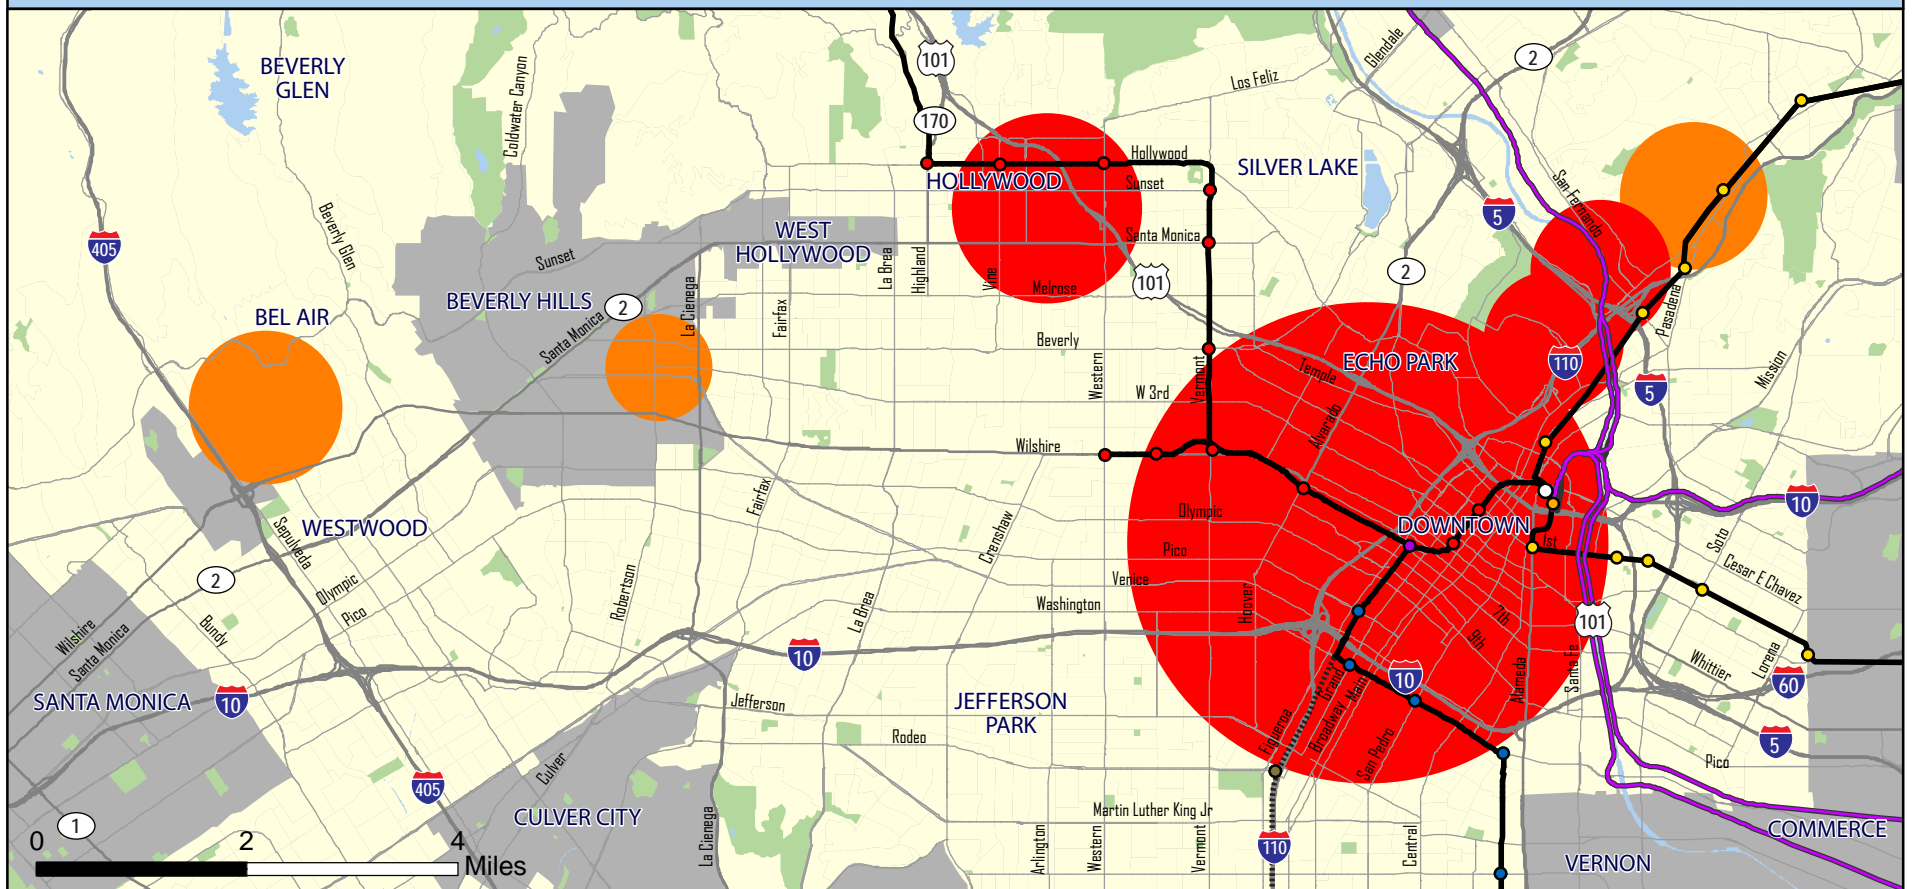 BEVERLY
GLEN
Coldwater Canyon
101
170
Los Feliz
Glendale
2
Hollywood
HOLLYWOOD
Sunset
SILVER LAKE
San Fernando
5
405
Beverly Glen
Sunset
WEST
HOLLYWOOD
La Brea
Highland
Vine
Santa Monica
101
2
Melrose
BEVERLY HILLS
2
Santa Monica
La Cienega
Fairfax
BEL AIR
Beverly
Western
Vermont
W 3rd
Temple
ECHO PARK
110
Pasadena
5
Mission
Alvarado
Wilshire
Fairfax
Crenshaw
Olympic
Pico
Venice
Washington
DOWNTOWN
1st
10
Soto
Cesar E Chavez
WESTWOOD
Sepulveda
2
Olympic
Pico
Bundy
Wilshire
Santa Monica
Robertson
La Brea
10
Hoover
7th
9th
101
Santa Fe
Alameda
Whittier
Lorena
60
SANTA MONICA
10
Jefferson
JEFFERSON
PARK
Rodeo
Grand
Main
10
Figueroa
Broadway
San Pedro
5
Pico
405
Culver
CULVER CITY
La Cienega
Martin Luther King Jr
Arlington
Western
Vermont
110
Central
VERNON
COMMERCE
1
0 2 4
Miles